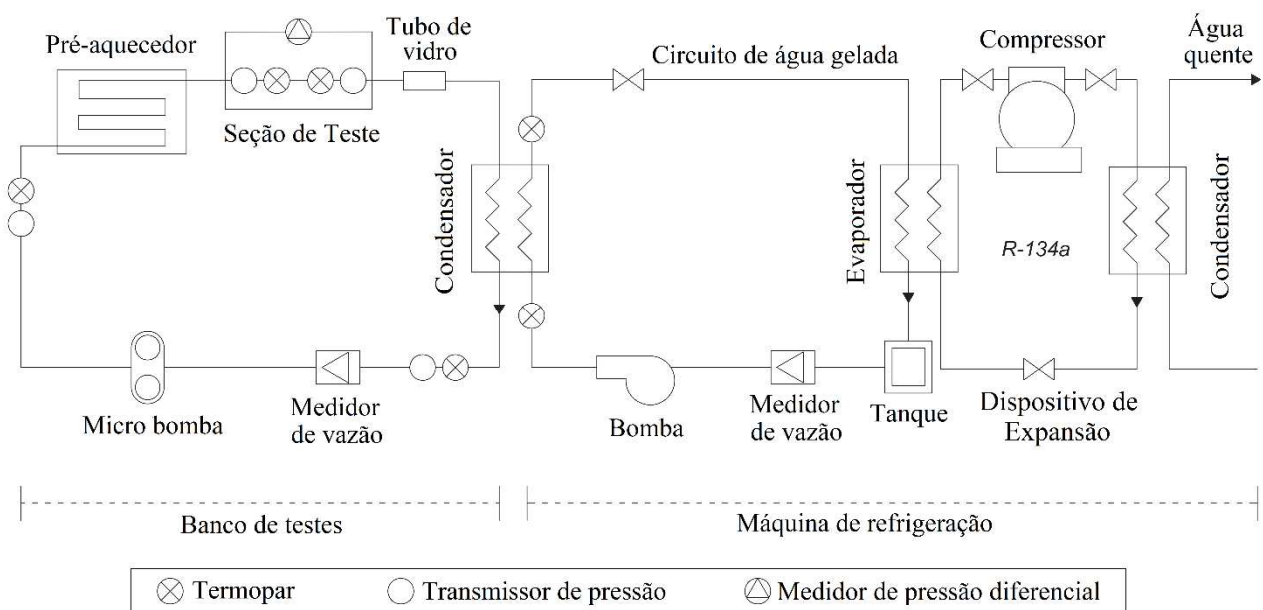 Pré-aquecedor
Tubo de
vidro
Seção de Teste
Circuito de água gelada
Compressor
Água
quente
Condensador
Evaporador
R-134a
Condensador
Micro bomba
Medidor
de vazão
Bomba
Medidor
de vazão
Tanque
Dispositivo de
Expansão
Banco de testes
Máquina de refrigeração
Termopar
Transmissor de pressão
Medidor de pressão diferencial